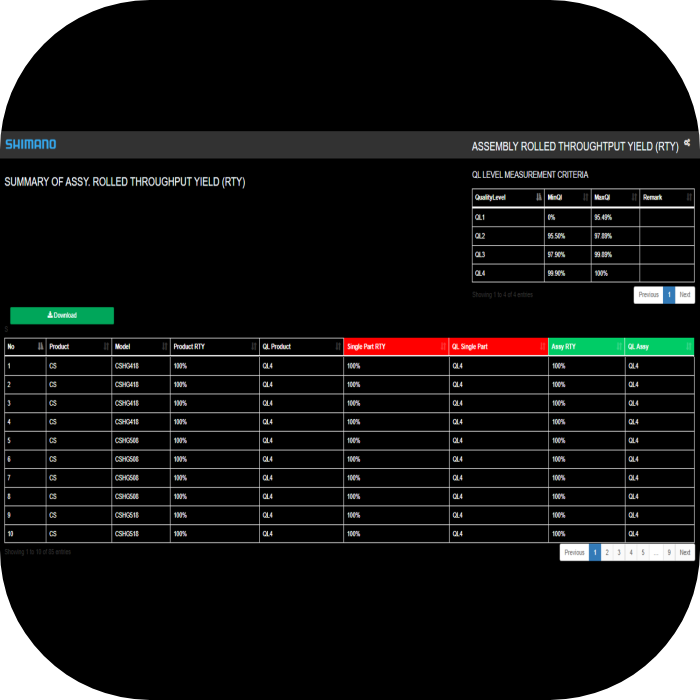 SHIMANO
ASSEMBLY ROLLED THROUGHTPUT YIELD (RTY)
SUMMARY OF ASSY. ROLLED THROUGHPUT YIELD (RTY)
QL LEVEL MEASUREMENT CRITERIA
QualityLevel MinQl MaxQl Remark
QL1 0% 95.49%
QL2 95.50% 97.89%
QL3 97.90% 99.89%
QL4 99.90% 100%
Showing 1 to 4 of 4 entries
Previous 1 Next
Download
No Product Model Product RTY QL Product Single Part RTY QL Single Part Assy RTY QL Assy
1 CS CSHG418 100% QL4 100% QL4 100% QL4
2 CS CSHG418 100% QL4 100% QL4 100% QL4
3 CS CSHG418 100% QL4 100% QL4 100% QL4
4 CS CSHG418 100% QL4 100% QL4 100% QL4
5 CS CSHG508 100% QL4 100% QL4 100% QL4
6 CS CSHG508 100% QL4 100% QL4 100% QL4
7 CS CSHG508 100% QL4 100% QL4 100% QL4
8 CS CSHG508 100% QL4 100% QL4 100% QL4
9 CS CSHG518 100% QL4 100% QL4 100% QL4
10 CS CSHG518 100% QL4 100% QL4 100% QL4
Showing 1 to 10 of 85 entries
Previous 1 2 3 4 5 ... 9 Next